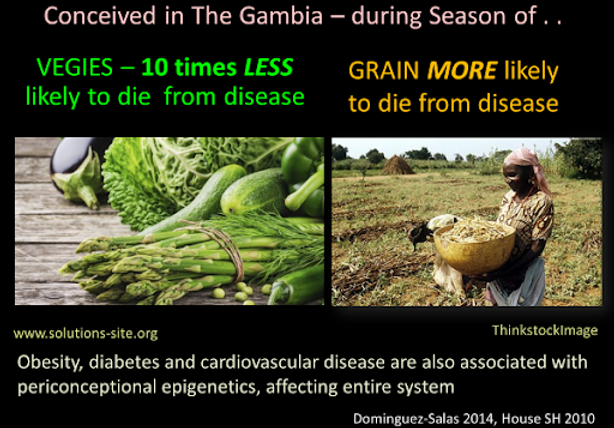 Conceived in The Gambia – during Season of . .
VEGIES – 10 times LESS
likely to die from disease
GRAIN MORE likely
to die from disease
www.solutions-site.org
ThinkstockImage
Obesity, diabetes and cardiovascular disease are also associated with
periconceptional epigenetics, affecting entire system
Dominguez-Salas 2014, House SH 2010